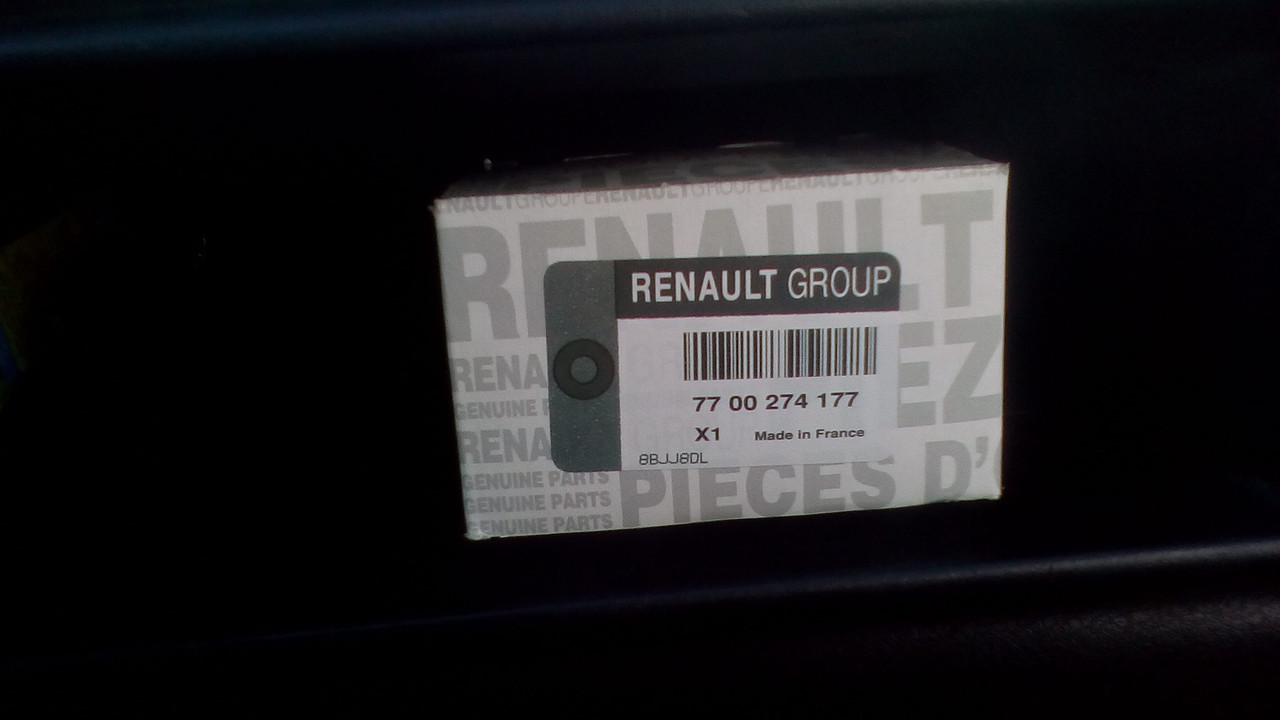 RENAULTGROUPERENAULTGROUPERENAULTGROUPE
RENAULT
RENAULT GROUP
RENA
EZ
77 00 274 177
GENUINE
RENA
X1 Made in France
8BJJ8DL
GENUINE PARTS
PIECES D'
GENUINE PARTS
GENUINE PARTS